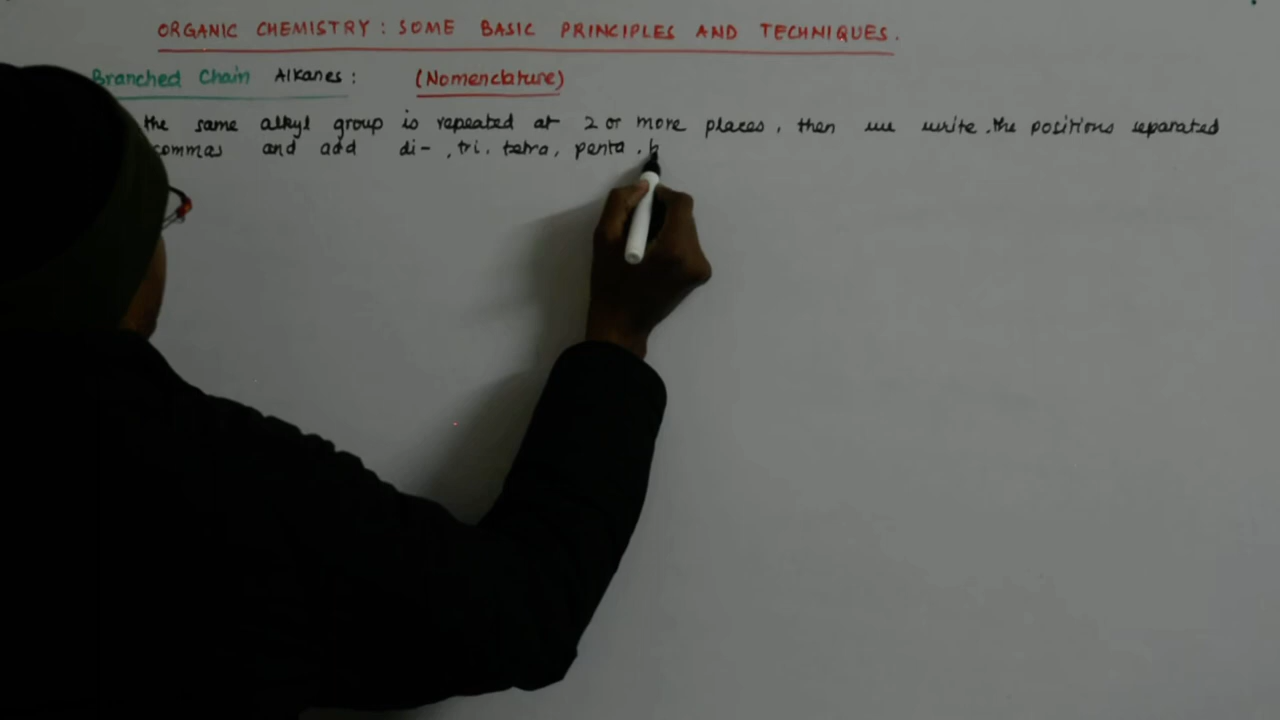 ORGANIC CHEMISTRY : SOME BASIC PRINCIPLES AND TECHNIQUES.
Branched Chain Alkanes : (Nomenclature)
the same alkyl group is repeated at 2 or more places, then we write the positions separated
commas and add di-, tri, tetra, penta, h